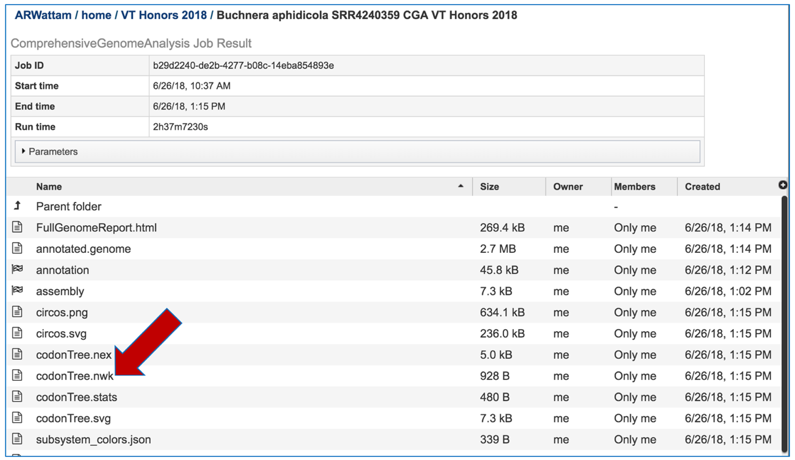 ARWattam / home / VT Honors 2018 / Buchnera aphidicola SRR4240359 CGA VT Honors 2018
ComprehensiveGenomeAnalysis Job Result
Job ID b29d2240-de2b-4277-b08c-14eba854893e
Start time 6/26/18, 10:37 AM
End time 6/26/18, 1:15 PM
Run time 2h37m7230s
Parameters
Name Size Owner Members Created
Parent folder -
FullGenomeReport.html 269.4 kB me Only me 6/26/18, 1:14 PM
annotated.genome 2.7 MB me Only me 6/26/18, 1:14 PM
annotation 45.8 kB me Only me 6/26/18, 1:12 PM
assembly 7.3 kB me Only me 6/26/18, 1:02 PM
circos.png 634.1 kB me Only me 6/26/18, 1:15 PM
circos.svg 236.0 kB me Only me 6/26/18, 1:15 PM
codonTree.nex 5.0 kB me Only me 6/26/18, 1:15 PM
codonTree.nwk 928 B me Only me 6/26/18, 1:15 PM
codonTree.stats 480 B me Only me 6/26/18, 1:15 PM
codonTree.svg 7.3 kB me Only me 6/26/18, 1:15 PM
subsystem_colors.json 339 B me Only me 6/26/18, 1:15 PM